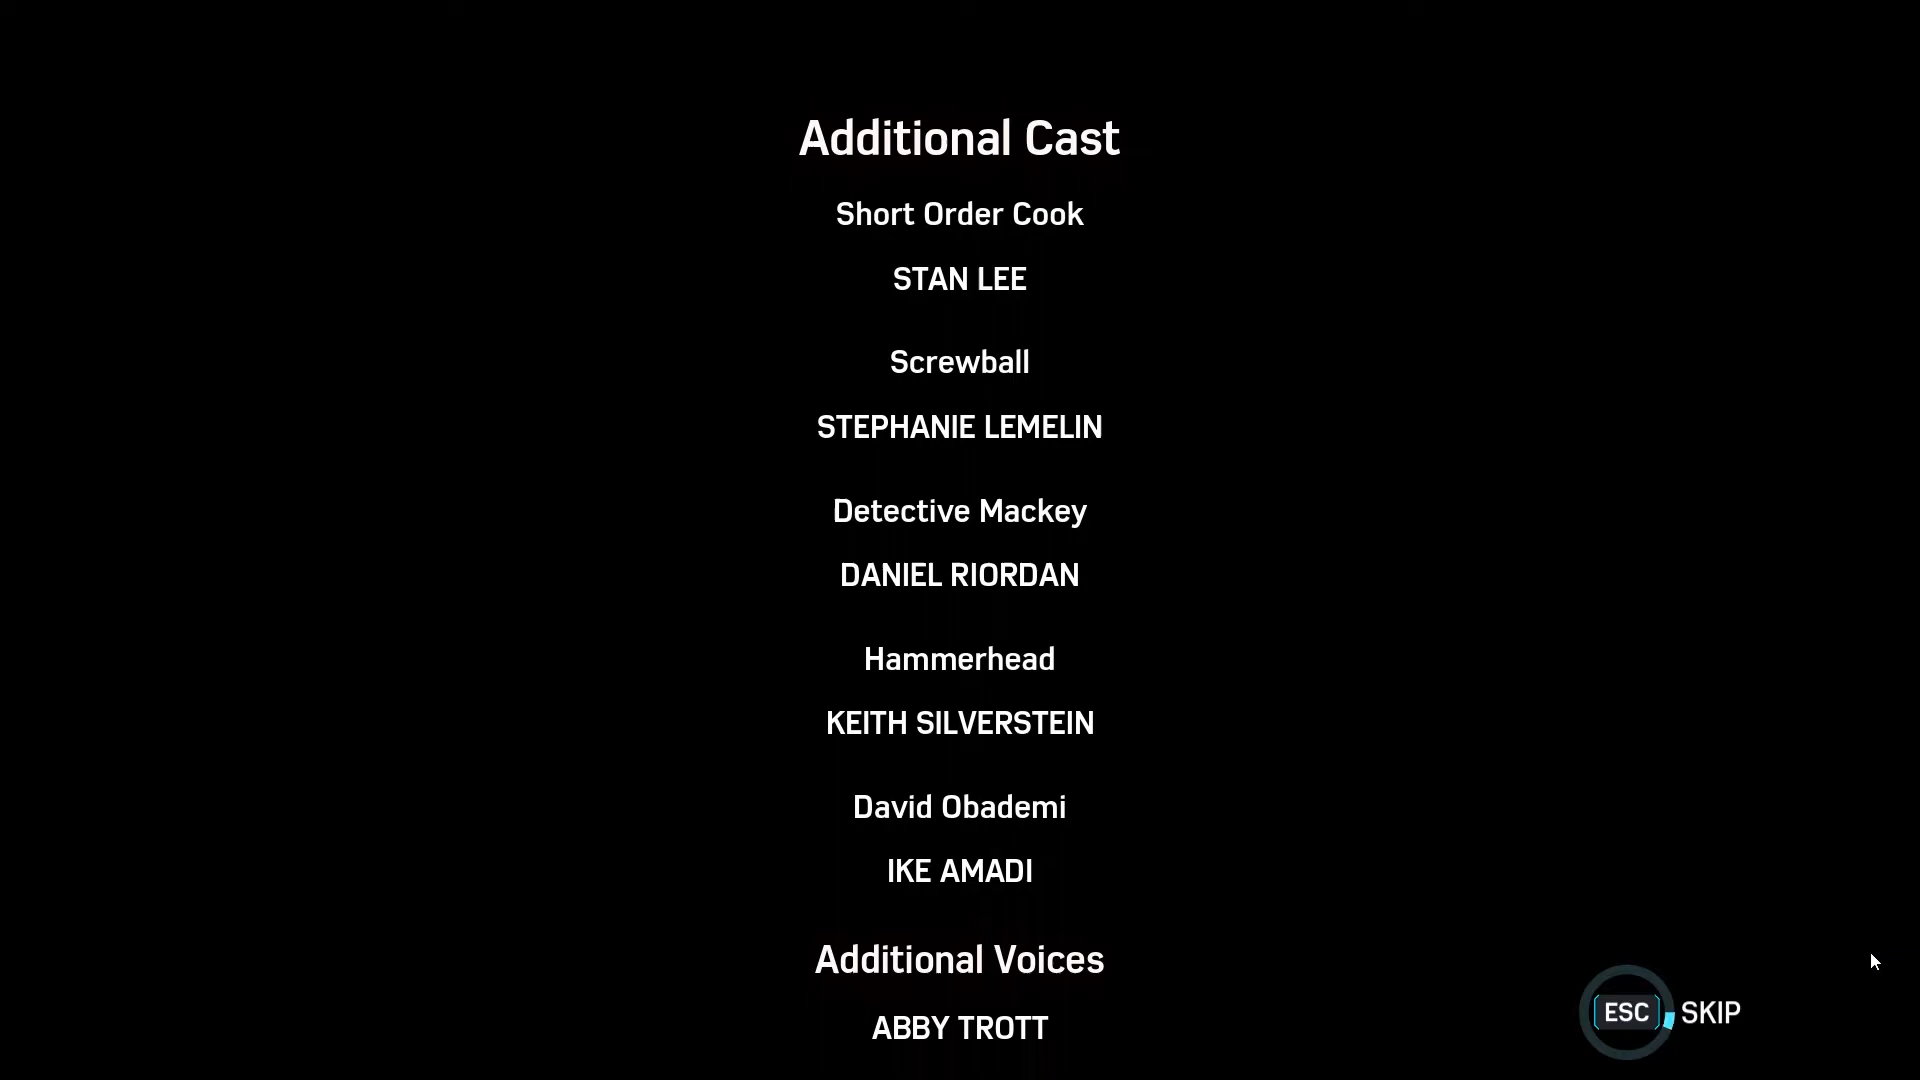 Additional Cast
Short Order Cook
STAN LEE
Screwball
STEPHANIE LEMELIN
Detective Mackey
DANIEL RIORDAN
Hammerhead
KEITH SILVERSTEIN
David Obademi
IKE AMADI
Additional Voices
ABBY TROTT
ESC SKIP